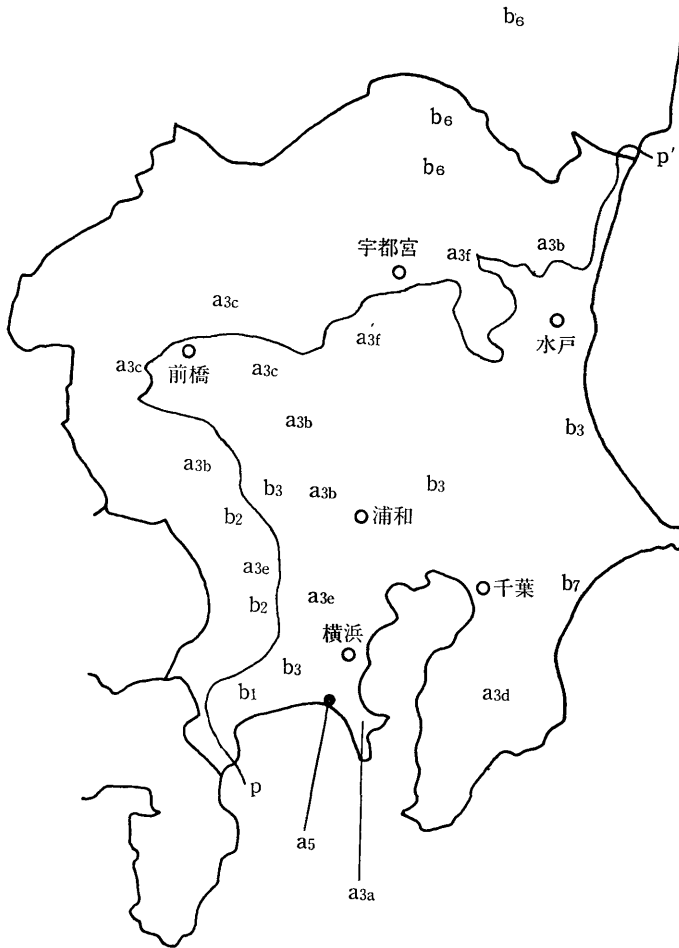 b₆
b₆
b₆
p′
宇都宮
a₃f
a₃b
a₃c
a₃′f
水戸
a₃c
前橋
a₃c
a₃b
b₃
a₃b
b₃
a₃b
b₃
b₂
浦和
a₃e
b₂
a₃e
千葉
b₇
横浜
b₃
b₁
a₃d
p
a₅
a₃a